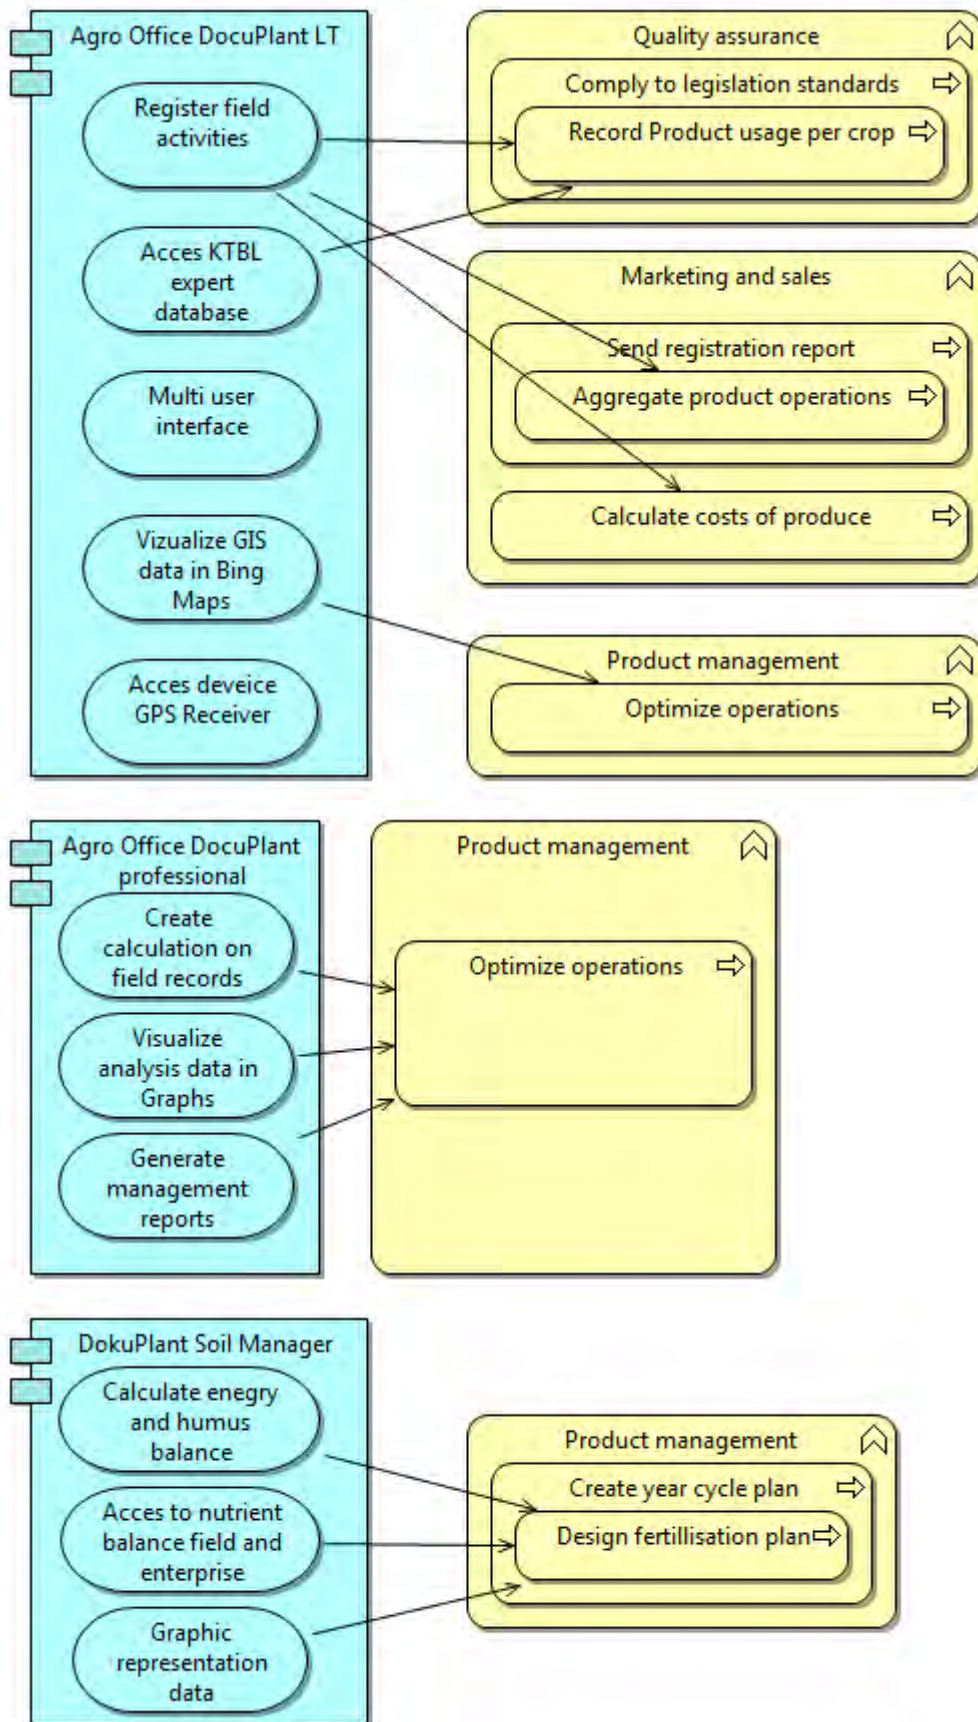 Agro Office DocuPlant LT
Register field
activities
Acces KTBL
expert
database
Multi user
interface
Vizualize GIS
data in Bing
Maps
Acces deveice
GPS Receiver
Quality assurance
Comply to legislation standards
Record Product usage per crop
Marketing and sales
Send registration report
Aggregate product operations
Calculate costs of produce
Product management
Optimize operations
Agro Office DocuPlant
professional
Create
calculation on
field records
Visualize
analysis data in
Graphs
Generate
management
reports
Product management
Optimize operations
DokuPlant Soil Manager
Calculate enegry
and humus
balance
Acces to nutrient
balance field and
enterprise
Graphic
representation
data
Product management
Create year cycle plan
Design fertillisation plan